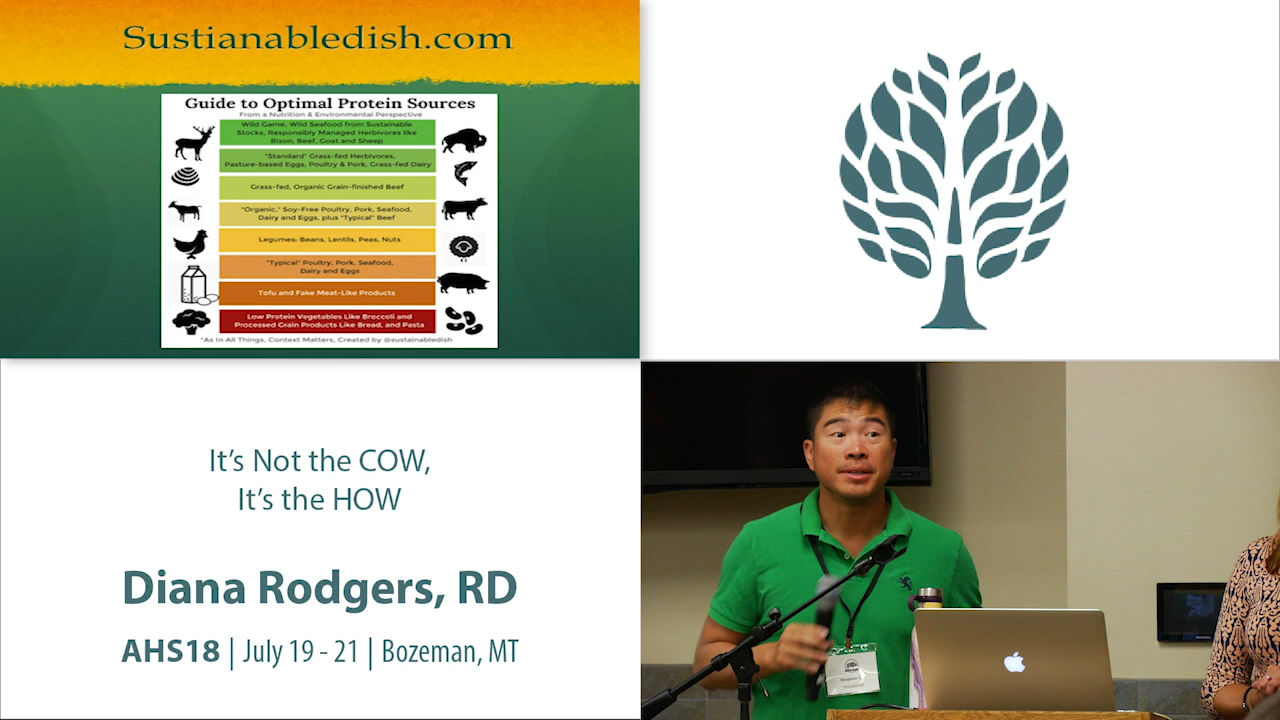 Sustianabledish.com
Guide to Optimal Protein Sources
From a Nutrition & Environmental Perspective
Wild Game, Wild Seafood from Sustainable
Stocks, Responsibly Managed Herbivores like
Bison, Beef, Goat and Sheep
"Standard" Grass-fed Herbivores,
Pasture-based Eggs, Poultry & Pork, Grass-fed Dairy
Grass-fed, Organic Grain-finished Beef
"Organic," Soy-Free Poultry, Pork, Seafood,
Dairy and Eggs, plus "Typical" Beef
Legumes: Beans, Lentils, Peas, Nuts
"Typical" Poultry, Pork, Seafood,
Dairy and Eggs
Tofu and Fake Meat-Like Products
Low Protein Vegetables Like Broccoli and
Processed Grain Products Like Bread, and Pasta
*As In All Things, Context Matters, Created by @sustainabledish
It's Not the COW,
It's the HOW
Diana Rodgers, RD
AHS18 | July 19 - 21 | Bozeman, MT